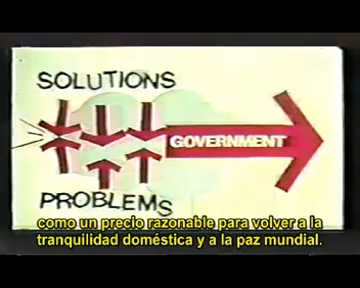 SOLUTIONS
GOVERNMENT
PROBLEMS
como un precio razonable para volver a la
tranquilidad doméstica y a la paz mundial.